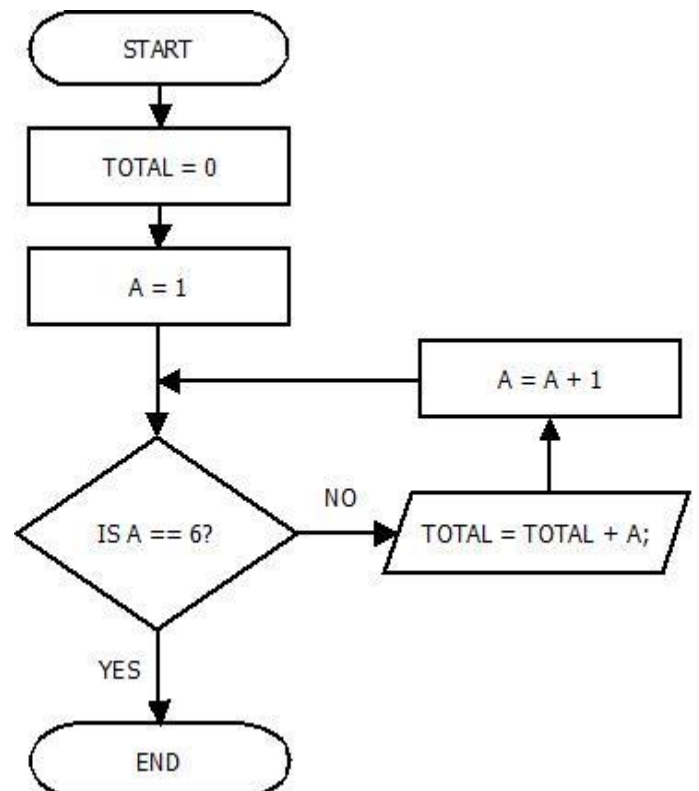 START
TOTAL = 0
A = 1
A = A + 1
IS A == 6?
NO
TOTAL = TOTAL + A;
YES
END